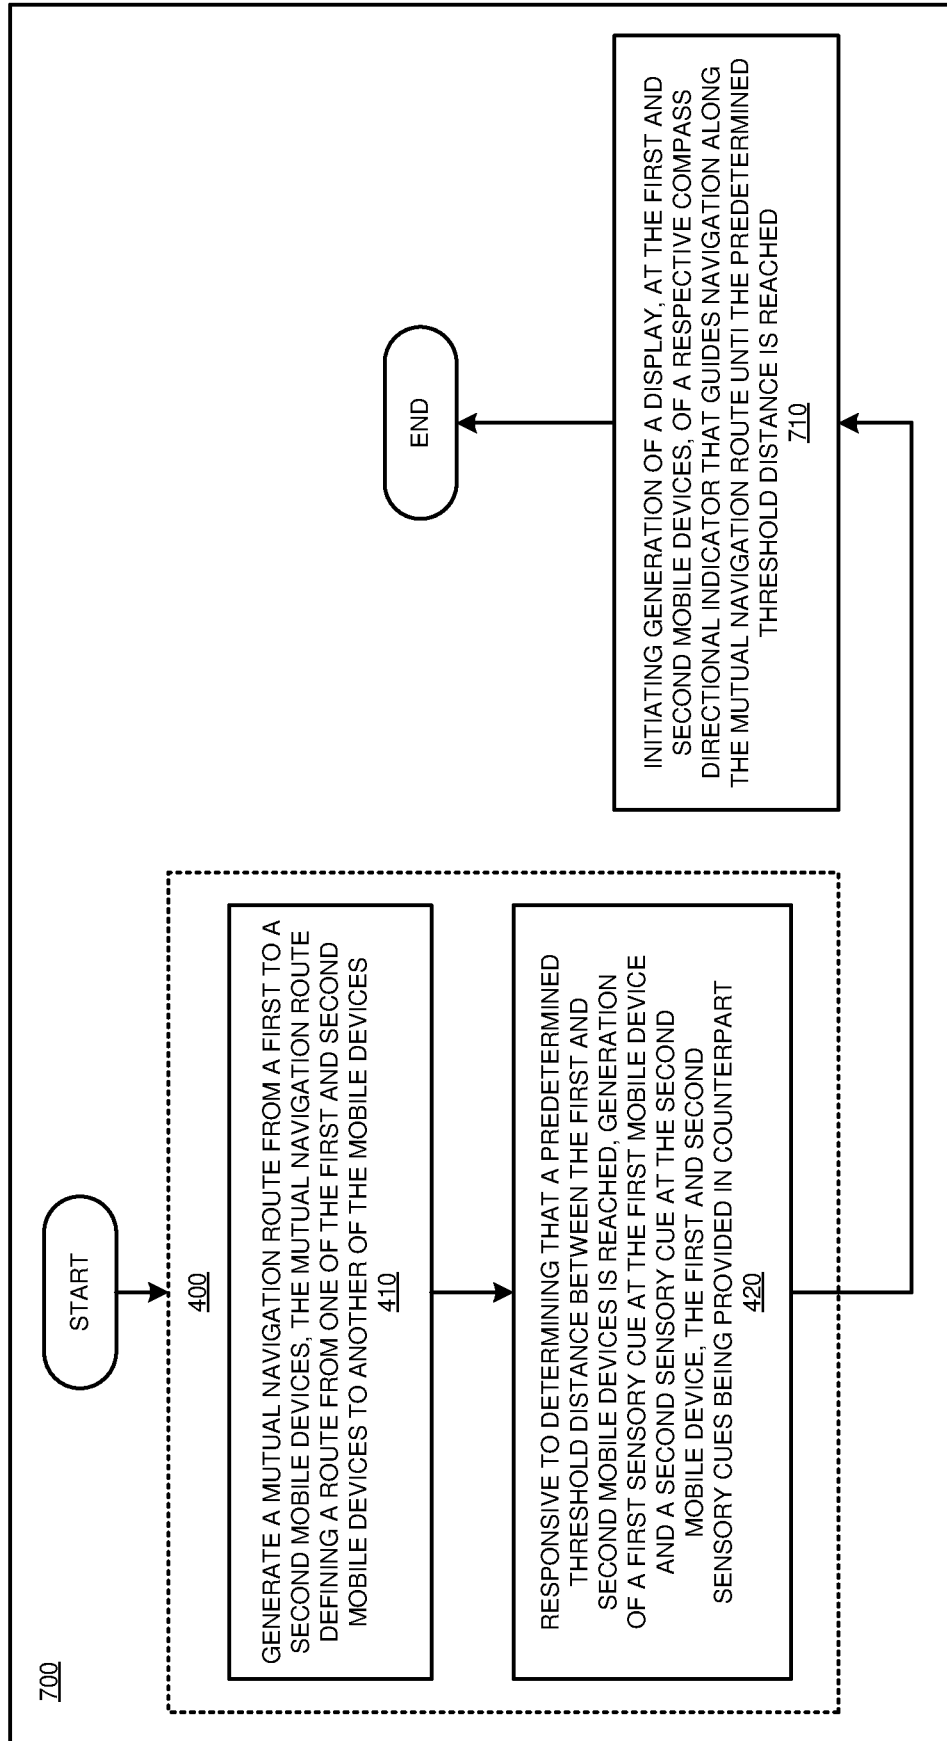 700
START
400
GENERATE A MUTUAL NAVIGATION ROUTE FROM A FIRST TO A
SECOND MOBILE DEVICES, THE MUTUAL NAVIGATION ROUTE
DEFINING A ROUTE FROM ONE OF THE FIRST AND SECOND
MOBILE DEVICES TO ANOTHER OF THE MOBILE DEVICES
410
RESPONSIVE TO DETERMINING THAT A PREDETERMINED
THRESHOLD DISTANCE BETWEEN THE FIRST AND
SECOND MOBILE DEVICES IS REACHED, GENERATION
OF A FIRST SENSORY CUE AT THE FIRST MOBILE DEVICE
AND A SECOND SENSORY CUE AT THE SECOND
MOBILE DEVICE, THE FIRST AND SECOND
SENSORY CUES BEING PROVIDED IN COUNTERPART
420
INITIATING GENERATION OF A DISPLAY, AT THE FIRST AND
SECOND MOBILE DEVICES, OF A RESPECTIVE COMPASS
DIRECTIONAL INDICATOR THAT GUIDES NAVIGATION ALONG
THE MUTUAL NAVIGATION ROUTE UNTI THE PREDETERMINED
THRESHOLD DISTANCE IS REACHED
710
END